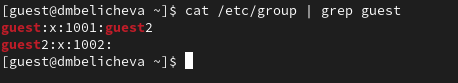 [guest@dmbelicheva ~]$ cat /etc/group | grep guest
guest:x:1001:guest2
guest2:x:1002:
[guest@dmbelicheva ~]$